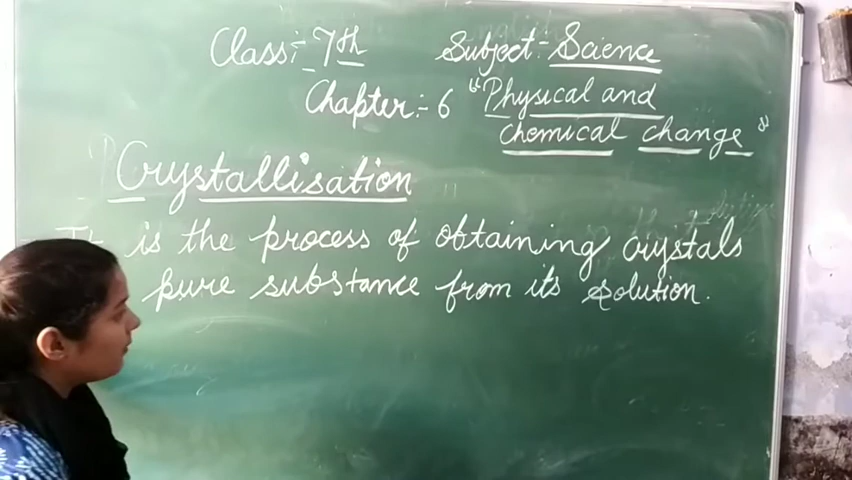 Class:- 7th Subject:- Science
Chapter:- 6 "Physical and
chemical change"
Crystallisation
It is the process of obtaining crystals
pure substance from its solution.